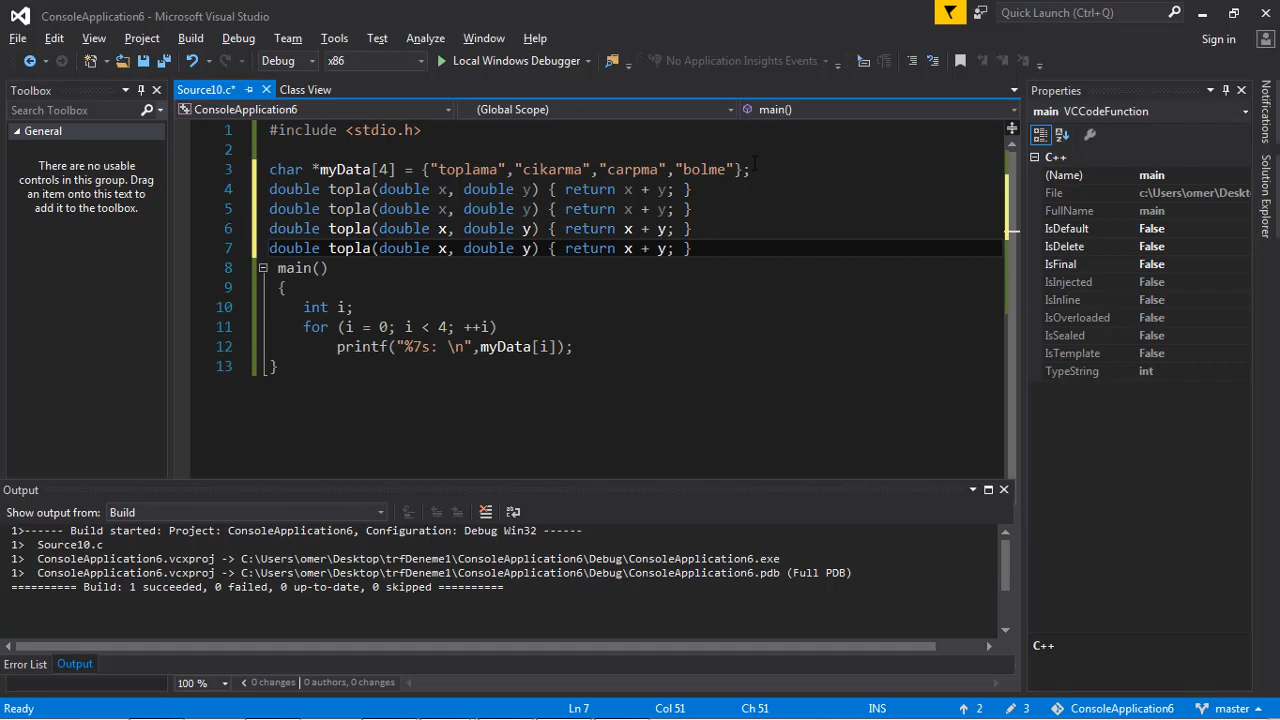 ConsoleApplication6 - Microsoft Visual Studio
Quick Launch (Ctrl+Q)
File Edit View Project Build Debug Team Tools Test Analyze Window Help
Sign in
Debug x86 Local Windows Debugger No Application Insights Events
Toolbox
Search Toolbox
General
There are no usable
controls in this group. Drag
an item onto this text to
add it to the toolbox.
Source10.c* Class View
ConsoleApplication6 (Global Scope) main()
1 #include <stdio.h>
2
3 char *myData[4] = {"toplama","cikarma","carpma","bolme"};
4 double topla(double x, double y) { return x + y; }
5 double topla(double x, double y) { return x + y; }
6 double topla(double x, double y) { return x + y; }
7 double topla(double x, double y) { return x + y; }
8 main()
9 {
10 int i;
11 for (i = 0; i < 4; ++i)
12 printf("%7s: \n",myData[i]);
13 }
Properties
main VCCodeFunction
C++
(Name) main
File c:\Users\omer\Deskto
FullName main
IsDefault False
IsDelete False
IsFinal False
IsInjected False
IsInline False
IsOverloaded False
IsSealed False
IsTemplate False
TypeString int
C++
Notifications
Solution Explorer
Output
Show output from: Build
1>------ Build started: Project: ConsoleApplication6, Configuration: Debug Win32 ------
1> Source10.c
1> ConsoleApplication6.vcxproj -> C:\Users\omer\Desktop\trfDeneme1\ConsoleApplication6\Debug\ConsoleApplication6.exe
1> ConsoleApplication6.vcxproj -> C:\Users\omer\Desktop\trfDeneme1\ConsoleApplication6\Debug\ConsoleApplication6.pdb (Full PDB)
========== Build: 1 succeeded, 0 failed, 0 up-to-date, 0 skipped ==========
Error List Output
100 % 0 changes | 0 authors, 0 changes
Ready Ln 7 Col 51 Ch 51 INS 2 3 ConsoleApplication6 master